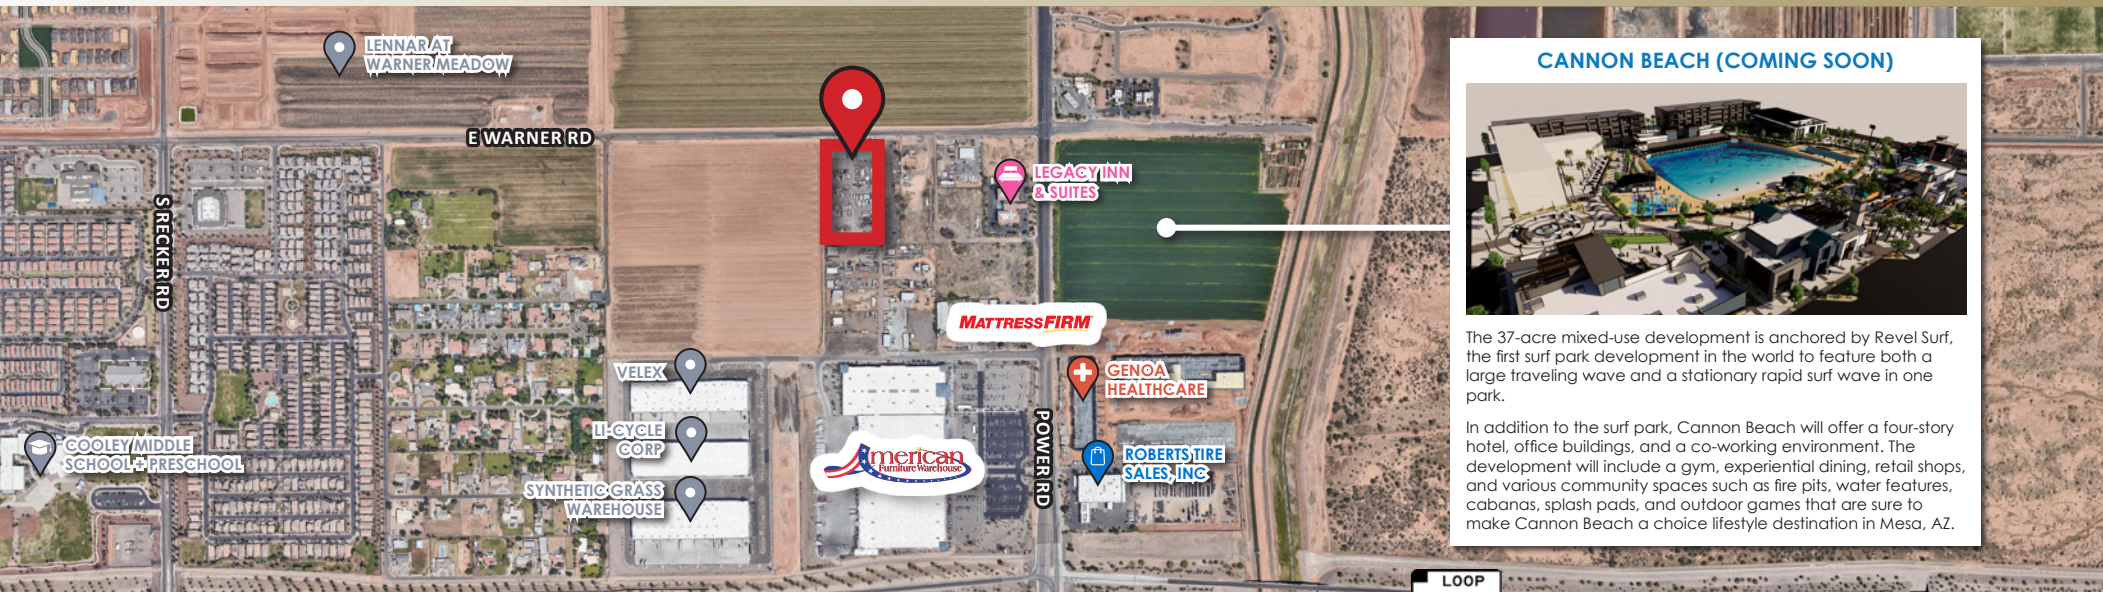 LENNAR AT
WARNER MEADOW
E WARNER RD
S RECKER RD
LEGACY INN
& SUITES
MATTRESSFIRM
VELEX
LI-CYCLE
CORP
SYNTHETIC GRASS
WAREHOUSE
American
Furniture Warehouse
COOLEY MIDDLE
SCHOOL + PRESCHOOL
POWER RD
GENOA
HEALTHCARE
ROBERTS TIRE
SALES, INC
CANNON BEACH (COMING SOON)
The 37-acre mixed-use development is anchored by Revel Surf,
the first surf park development in the world to feature both a
large traveling wave and a stationary rapid surf wave in one
park.
In addition to the surf park, Cannon Beach will offer a four-story
hotel, office buildings, and a co-working environment. The
development will include a gym, experiential dining, retail shops,
and various community spaces such as fire pits, water features,
cabanas, splash pads, and outdoor games that are sure to
make Cannon Beach a choice lifestyle destination in Mesa, AZ.
LOOP